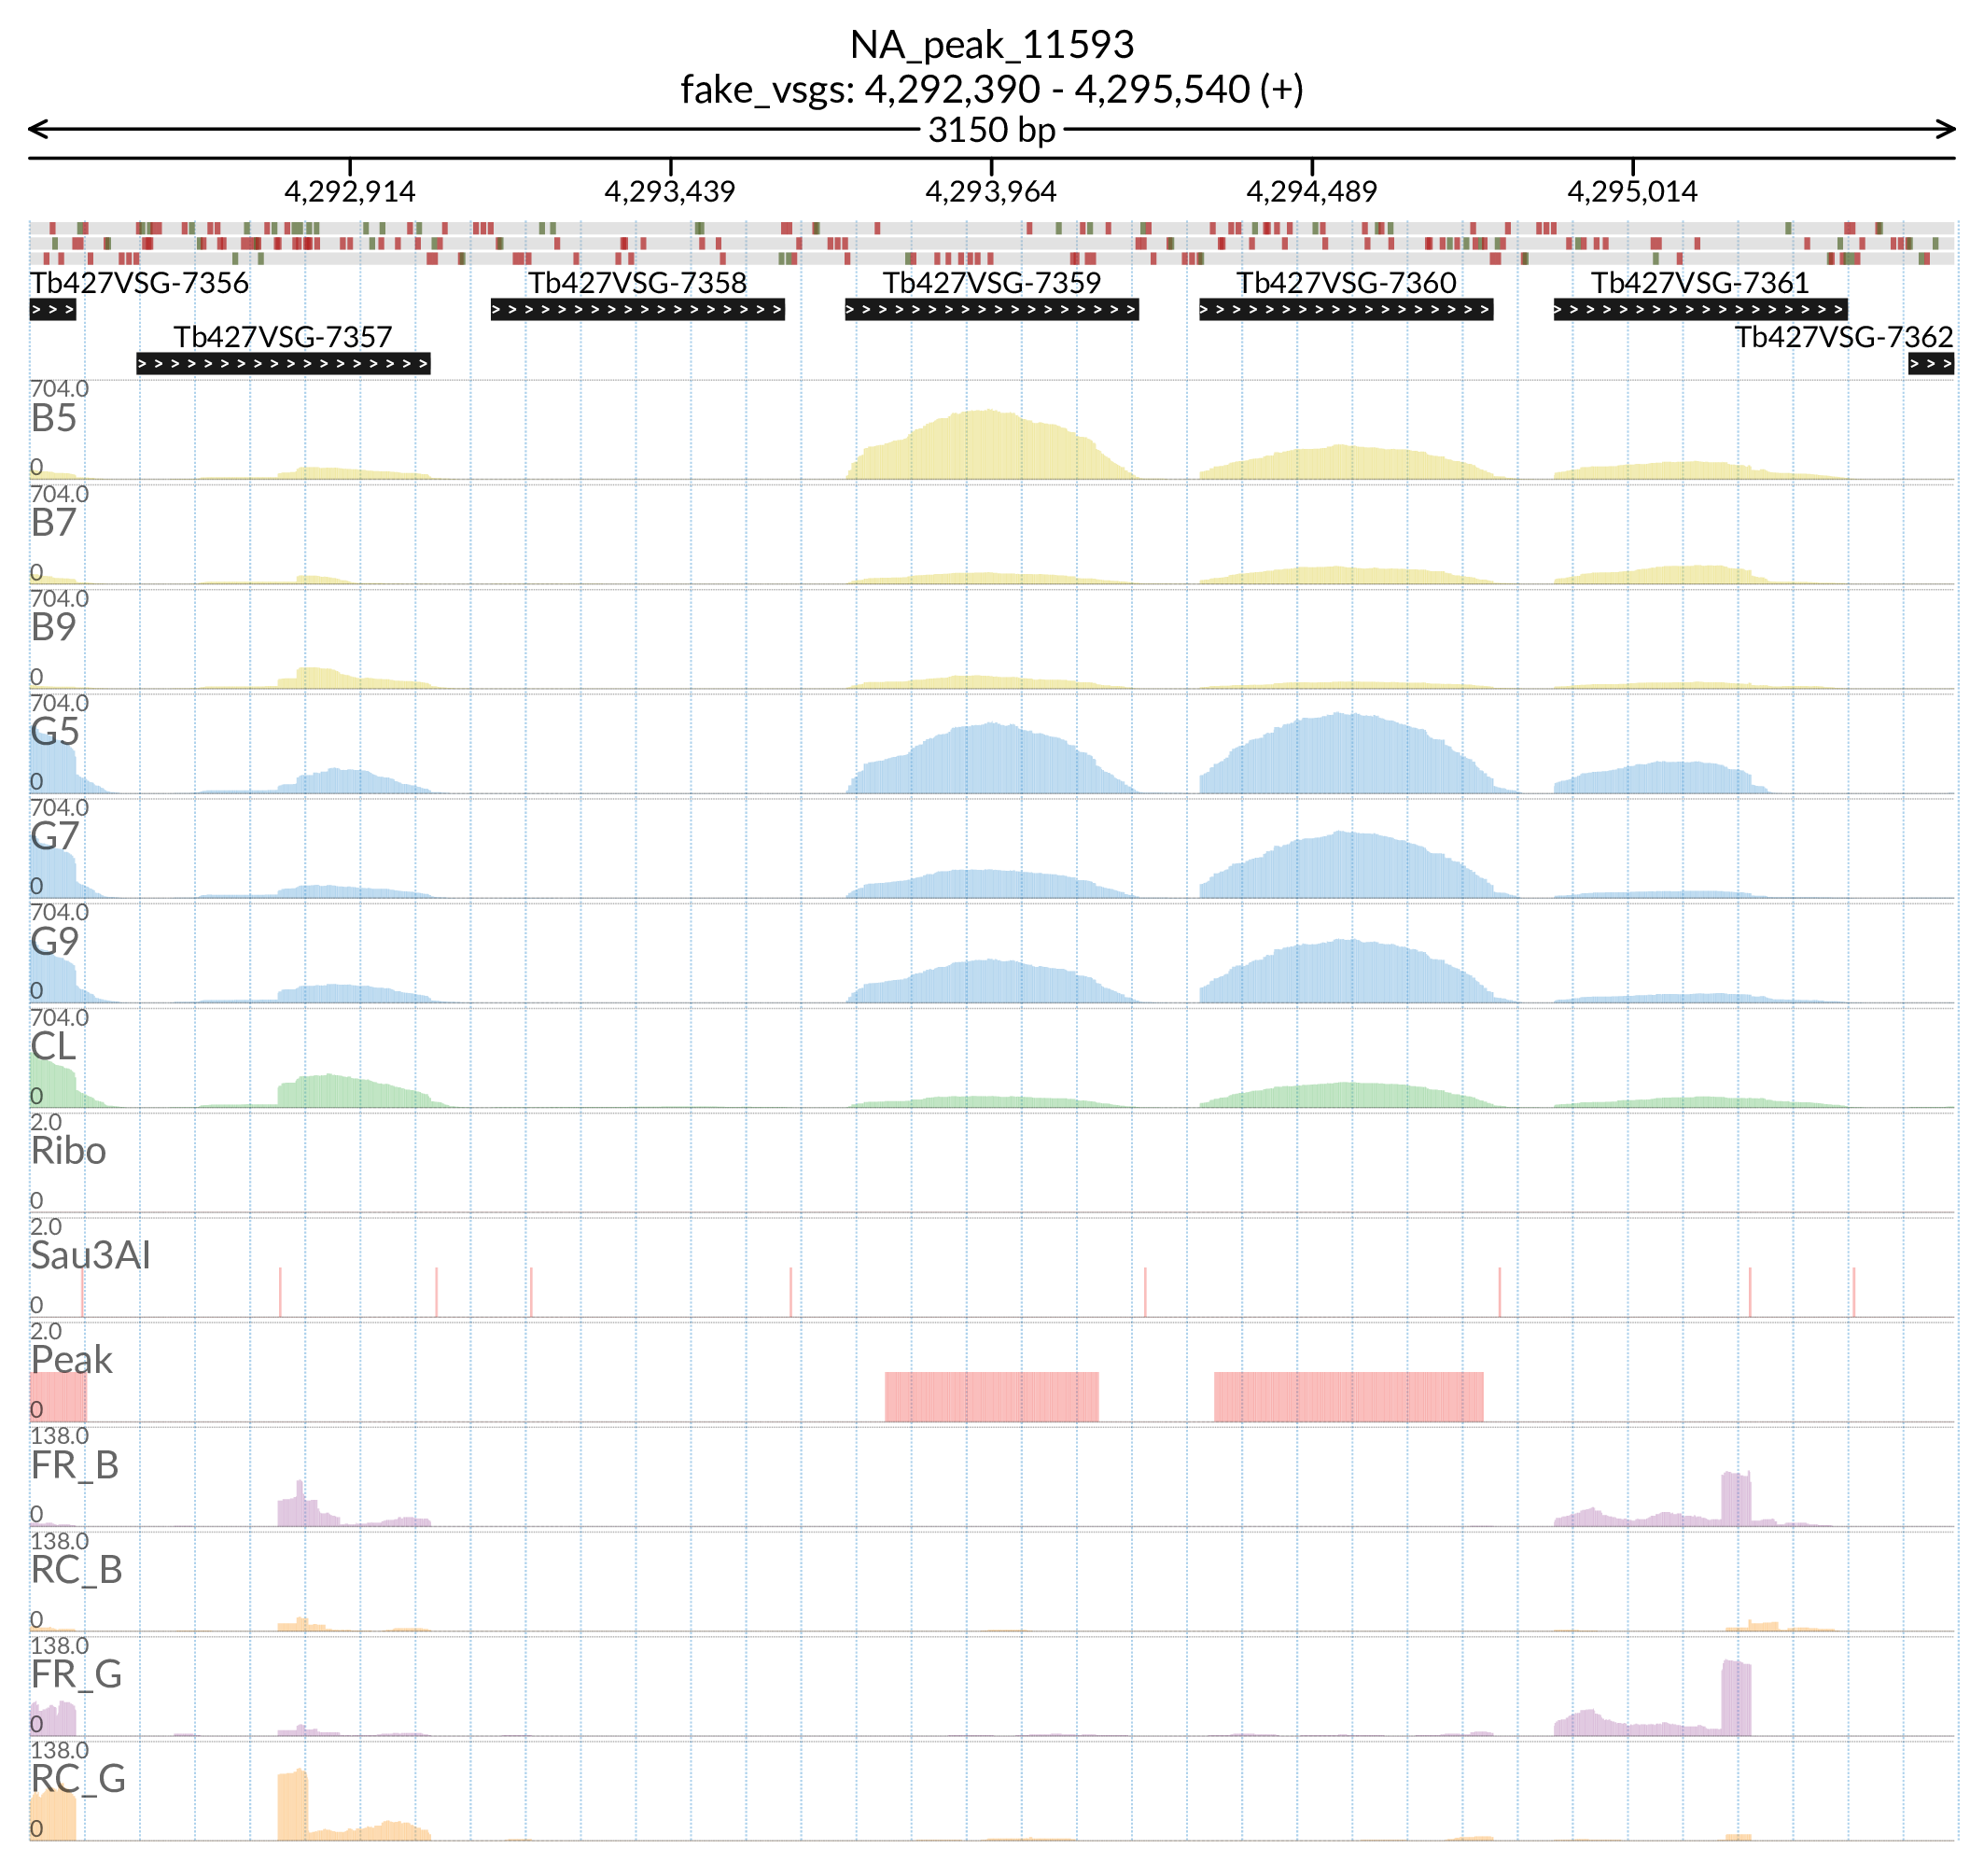 NA_peak_11593
fake_vsgs: 4,292,390 - 4,295,540 (+)
3150 bp
4,292,914 4,293,439 4,293,964 4,294,489 4,295,014
Tb427VSG-7356 Tb427VSG-7358 Tb427VSG-7359 Tb427VSG-7360 Tb427VSG-7361
Tb427VSG-7357 Tb427VSG-7362
704.0
B5
0
704.0
B7
0
704.0
B9
0
704.0
G5
0
704.0
G7
0
704.0
G9
0
704.0
CL
0
2.0
Ribo
0
2.0
Sau3AI
0
2.0
Peak
0
138.0
FR_B
0
138.0
RC_B
0
138.0
FR_G
0
138.0
RC_G
0